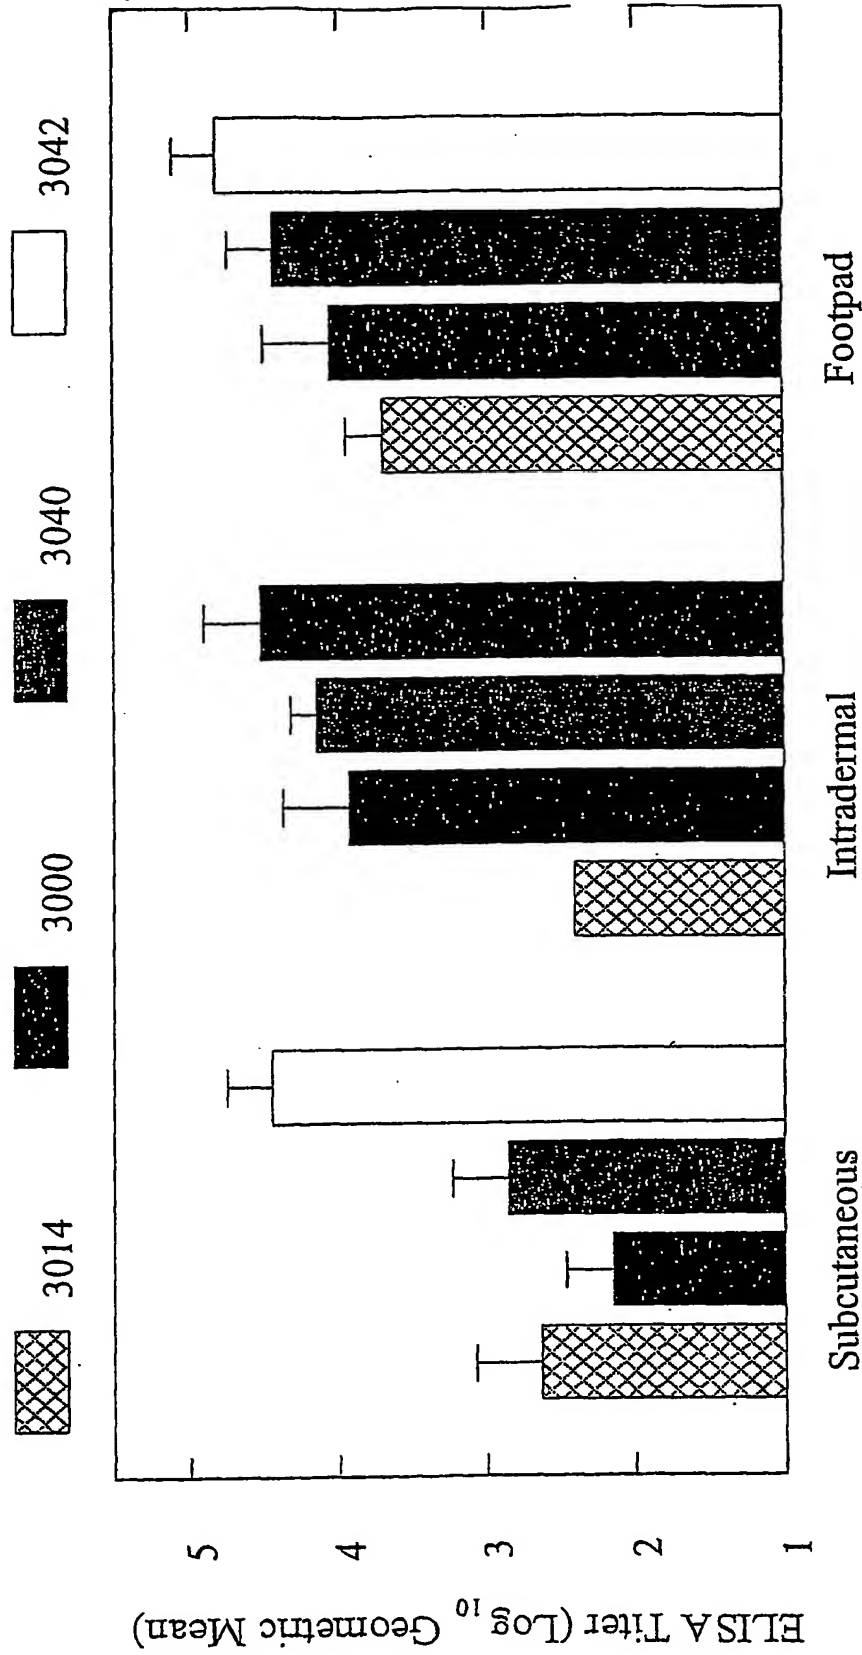 3014
3000
3040
3042
ELISA Titer (Log 10 Geometric Mean)
5
4
3
2
1
Subcutaneous
Intradermal
Footpad